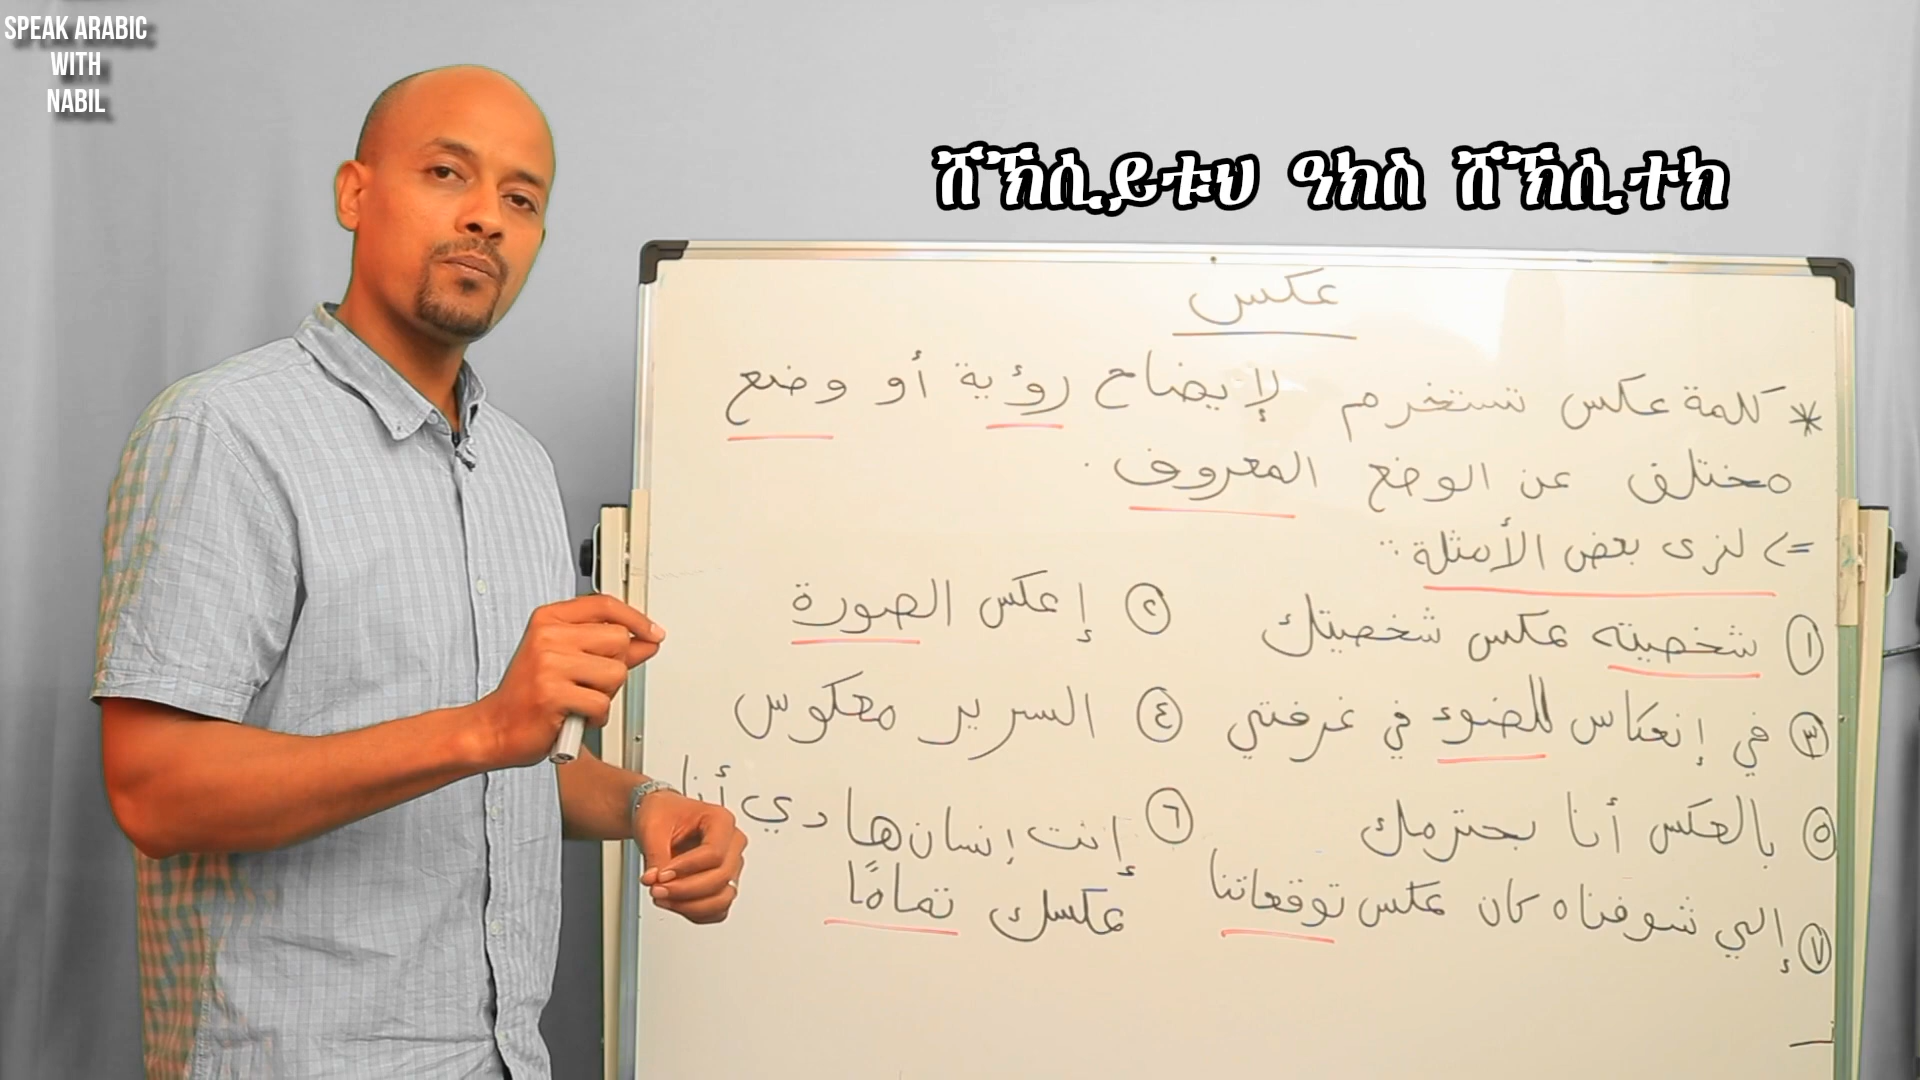 SPEAK ARABIC
WITH
NABIL
ሸኽሲይቱህ ዓክስ ሸኽሲተክ
عكس
* كلمة عكس تستخدم لإيضاح رؤية أو وضع
مختلف عن الوضع المعروف .
=> لنرى بعض الأمثلة ..
١ شخصيته عكس شخصيتك
٢ إعكس الصورة
٣ في إنعكاس للضوء في غرفتي
٤ السرير معكوس
٥ بالعكس أنا بحترمك
٦ إنت إنسان هادي أنا
عكسك تمامًا
٧ إلي شوفناه كان عكس توقعاتنا